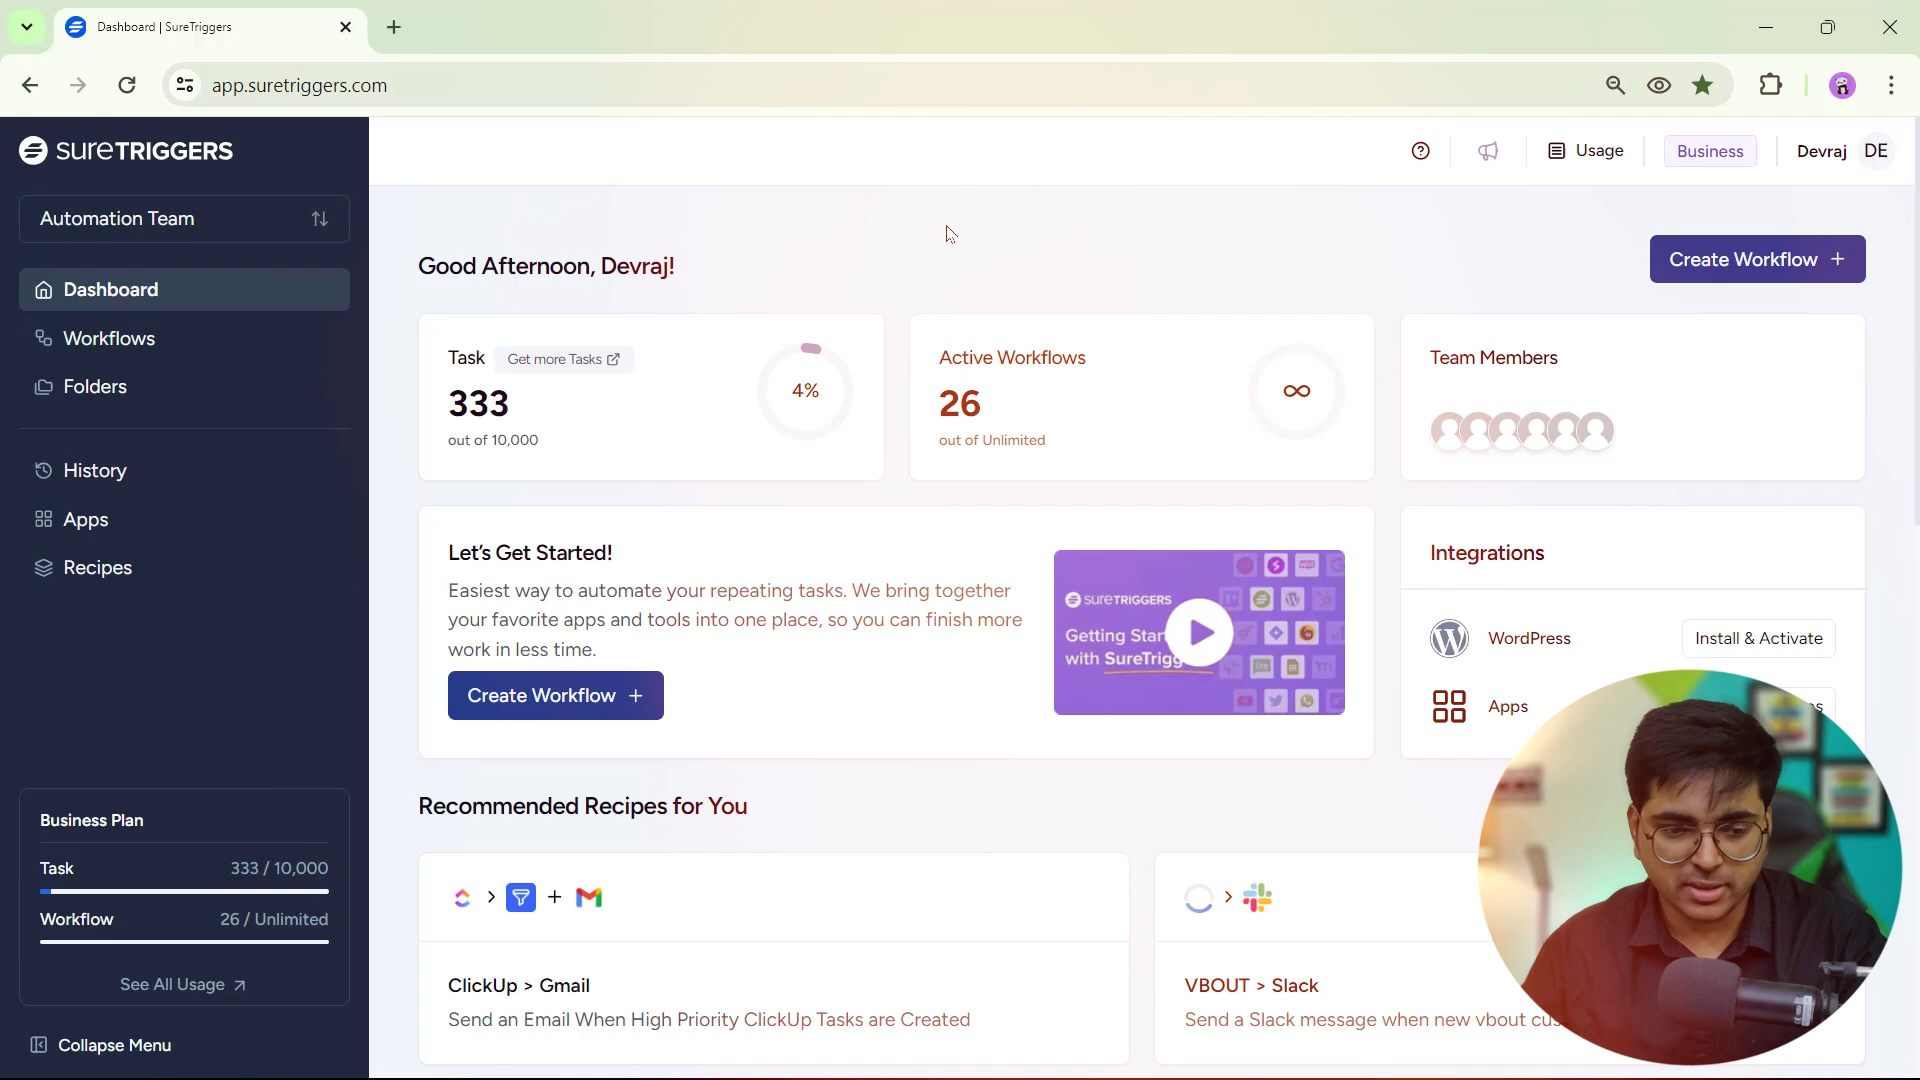 Dashboard | SureTriggers
app.suretriggers.com
SURETRIGGERS
Usage
Business
Devraj DE
Automation Team
Dashboard
Workflows
Folders
History
Apps
Recipes
Business Plan
Task 333 / 10,000
Workflow 26 / Unlimited
See All Usage
Collapse Menu
Good Afternoon, Devraj!
Create Workflow +
Task Get more Tasks
333
out of 10,000
4%
Active Workflows
26
out of Unlimited
∞
Team Members
Let's Get Started!
Easiest way to automate your repeating tasks. We bring together
your favorite apps and tools into one place, so you can finish more
work in less time.
Create Workflow +
SURETRIGGERS
Getting
with
Integrations
WordPress Install & Activate
Apps
Recommended Recipes for You
ClickUp > Gmail
Send an Email When High Priority ClickUp Tasks are Created
VBOUT > Slack
Send a Slack message when new vbout